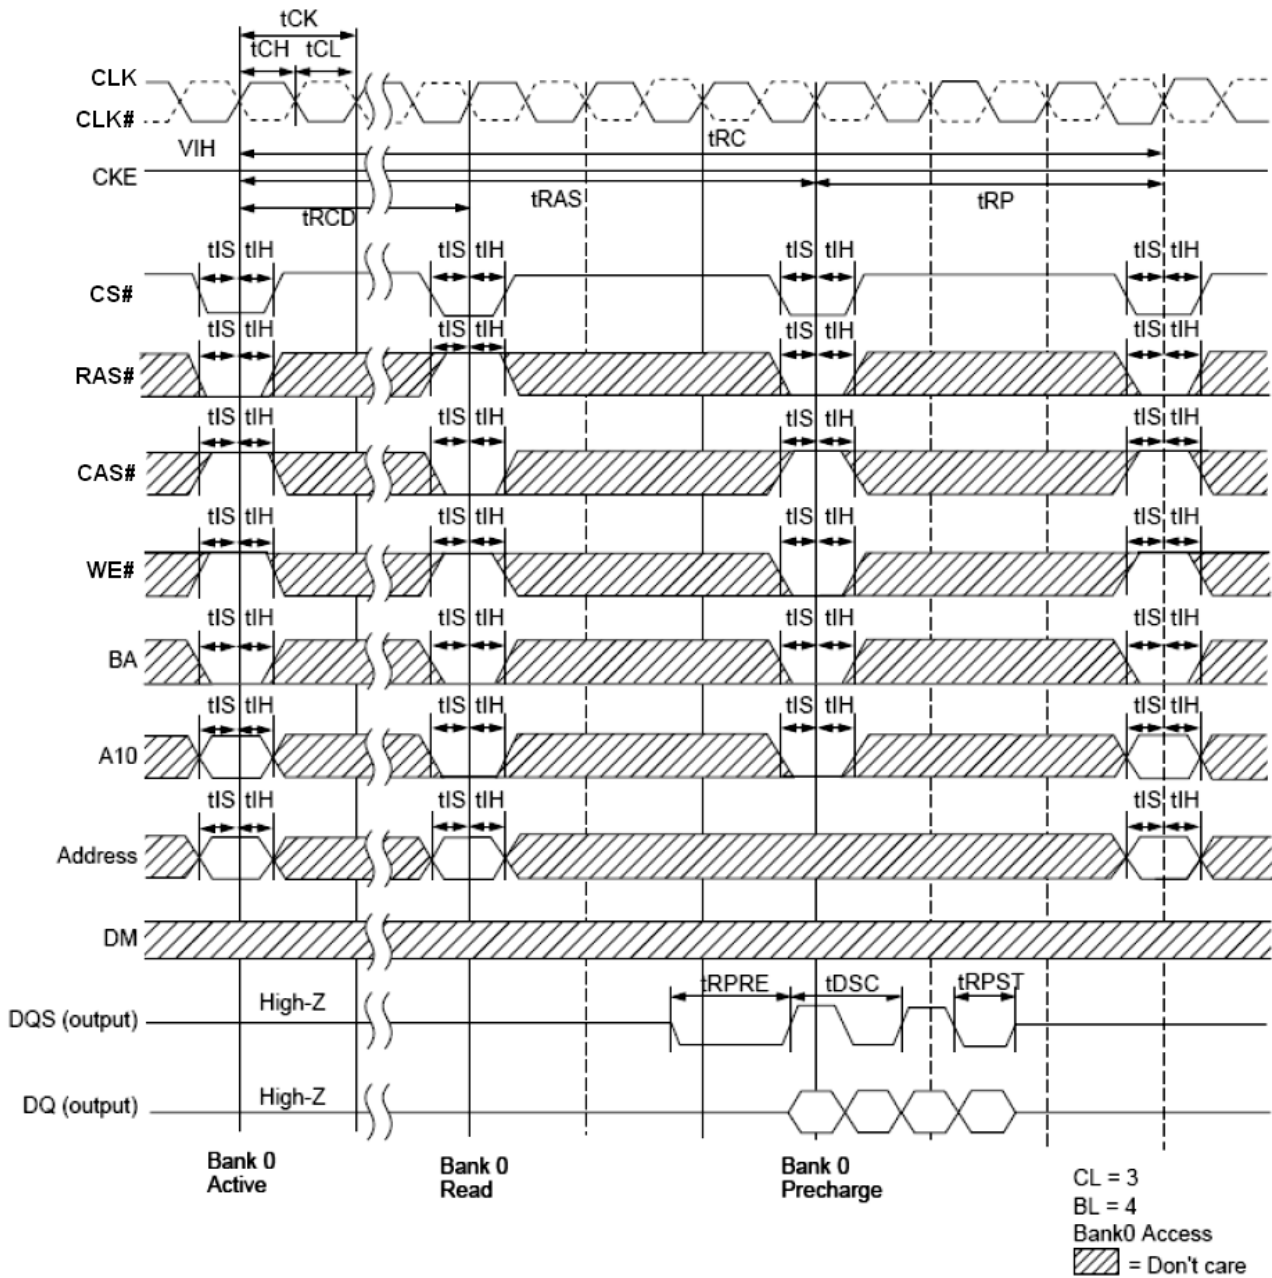 tCK
tCH tCL
CLK
CLK#
VIH
tRC
CKE
tRAS
tRP
tRCD
tIS tIH tIS tIH tIS tIH tIS tIH
CS#
tIS tIH tIS tIH tIS tIH tIS tIH
RAS#
tIS tIH tIS tIH tIS tIH tIS tIH
CAS#
tIS tIH tIS tIH tIS tIH tIS tIH
WE#
tIS tIH tIS tIH tIS tIH tIS tIH
BA
tIS tIH tIS tIH tIS tIH tIS tIH
A10
tIS tIH tIS tIH tIS tIH
Address
DM
tRPRE tDSC tRPST
High-Z
DQS (output)
High-Z
DQ (output)
Bank 0
Active
Bank 0
Read
Bank 0
Precharge
CL = 3
BL = 4
Bank0 Access
= Don't care